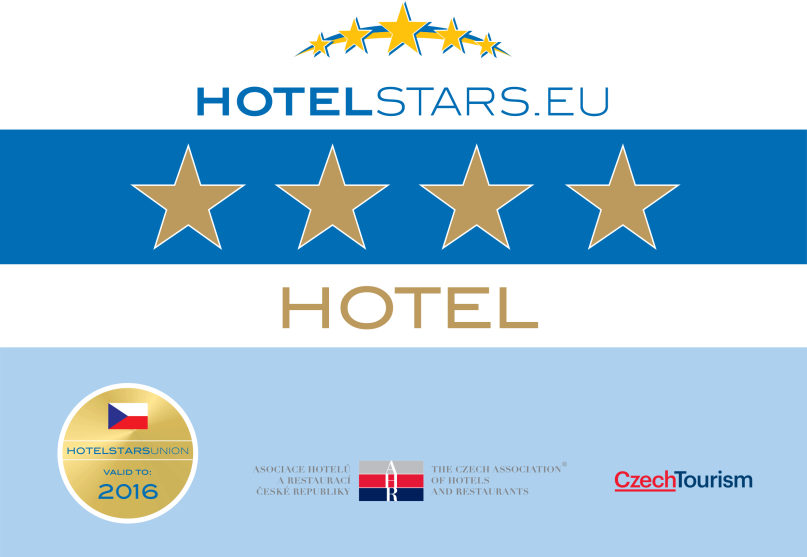 HOTELSTARS.EU
HOTEL
HOTELSTARSUNION
VALID TO:
2016
ASOCIACE HOTELŮ
A RESTAURACÍ
ČESKÉ REPUBLIKY
AHR
THE CZECH ASSOCIATION®
OF HOTELS
AND RESTAURANTS
CzechTourism